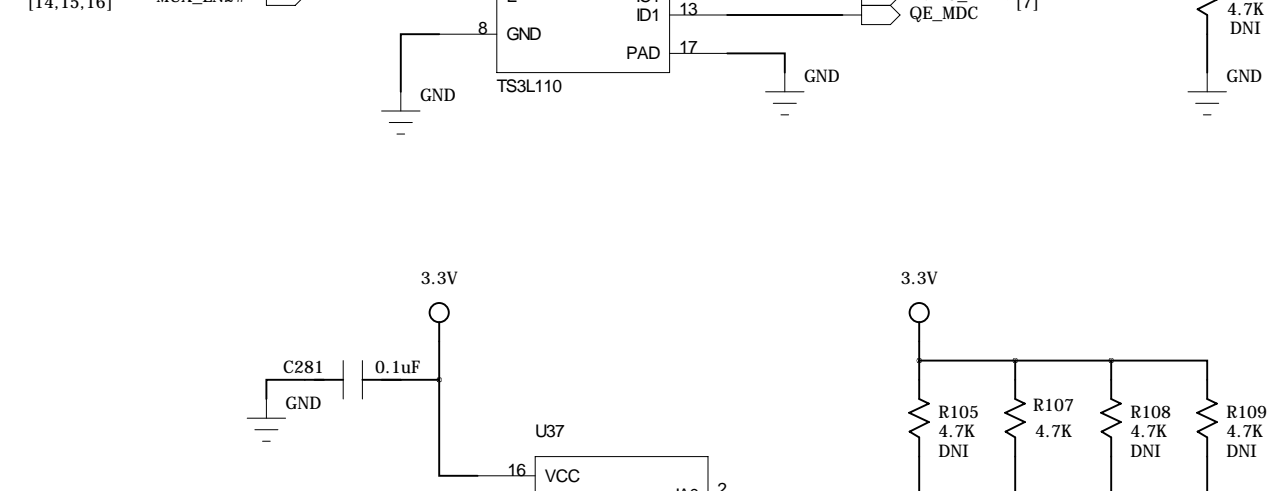 [14,15,16]
13
ID1
QE_MDC
[7]
4.7K
DNI
8
GND
PAD
17
GND
GND
GND
TS3L110
3.3V
3.3V
C281
0.1uF
GND
R105
4.7K
DNI
R107
4.7K
R108
4.7K
DNI
R109
4.7K
DNI
U37
16
VCC
2